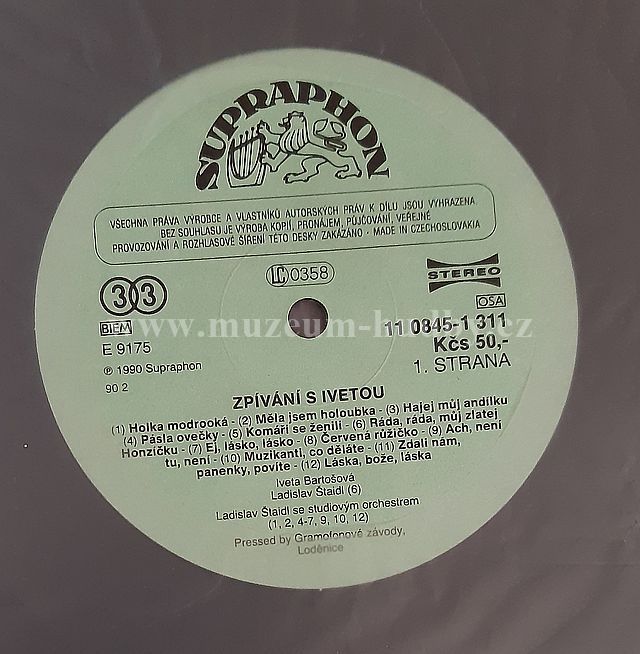 SUPRAPHON
VŠECHNA PRÁVA VÝROBCE A VLASTNÍKŮ AUTORSKÝCH PRÁV K DÍLU JSOU VYHRAZENA.
BEZ SOUHLASU JE VÝROBA KOPIÍ, PRONÁJEM, PŮJČOVÁNÍ, VEŘEJNÉ
PROVOZOVÁNÍ A ROZHLASOVÉ ŠÍŘENÍ TÉTO DESKY ZAKÁZÁNO · MADE IN CZECHOSLOVAKIA
LC 0358
STEREO
33
OSA
BIEM
www.muzeum-hudby.cz
11 0845-1 311
E 9175
Kčs 50,-
℗ 1990 Supraphon
1. STRANA
90 2
ZPÍVÁNÍ S IVETOU
(1) Holka modrooká - (2) Měla jsem holoubka - (3) Hajej můj andílku
(4) Pásla ovečky - (5) Komáři se ženili - (6) Ráda, ráda, můj zlatej
Honzíčku - (7) Ej, lásko, lásko - (8) Červená růžičko - (9) Ach, není
tu, není - (10) Muzikanti, co děláte - (11) Zdali nám,
panenky, povíte - (12) Láska, bože, láska
Iveta Bartošová
Ladislav Štaidl (6)
Ladislav Štaidl se studiovým orchestrem
(1, 2, 4-7, 9, 10, 12)
Pressed by Gramofonové závody,
Loděnice